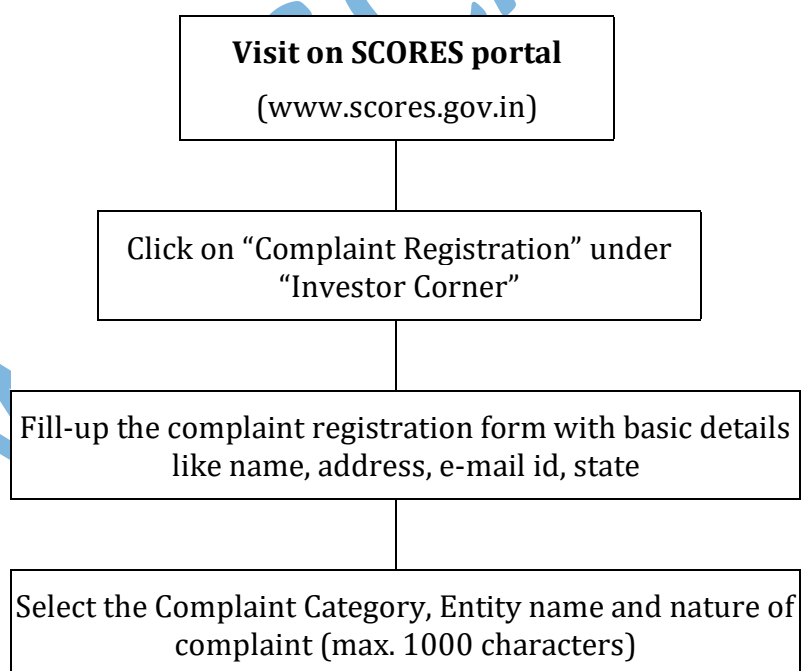 Visit on SCORES portal
(www.scores.gov.in)
Click on “Complaint Registration” under
“Investor Corner”
Fill-up the complaint registration form with basic details
like name, address, e-mail id, state
Select the Complaint Category, Entity name and nature of
complaint (max. 1000 characters)